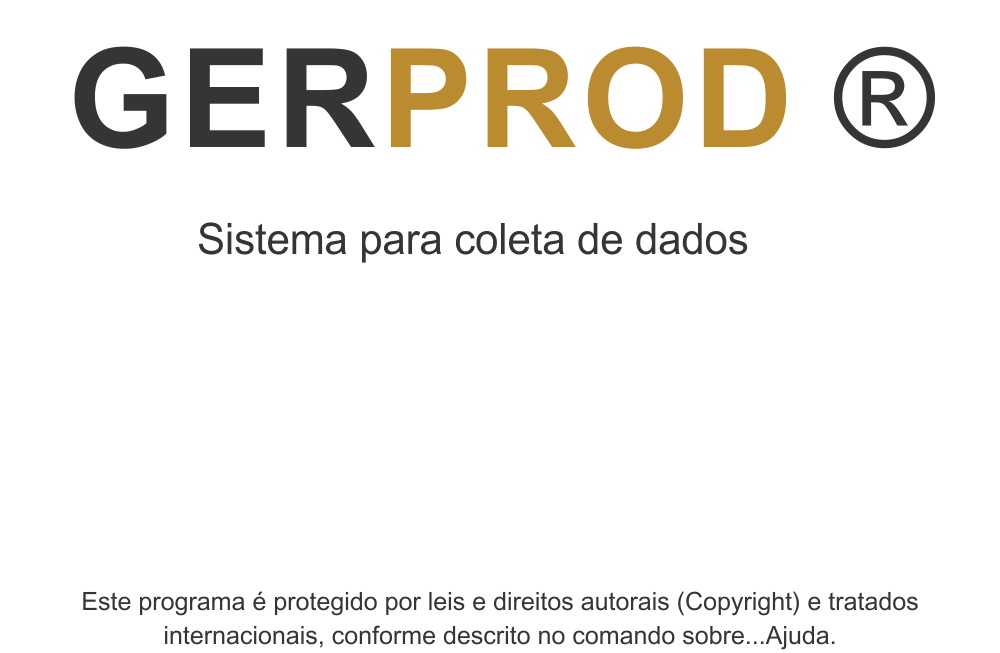 GERPROD ®
Sistema para coleta de dados
Este programa é protegido por leis e direitos autorais (Copyright) e tratados
internacionais, conforme descrito no comando sobre...Ajuda.